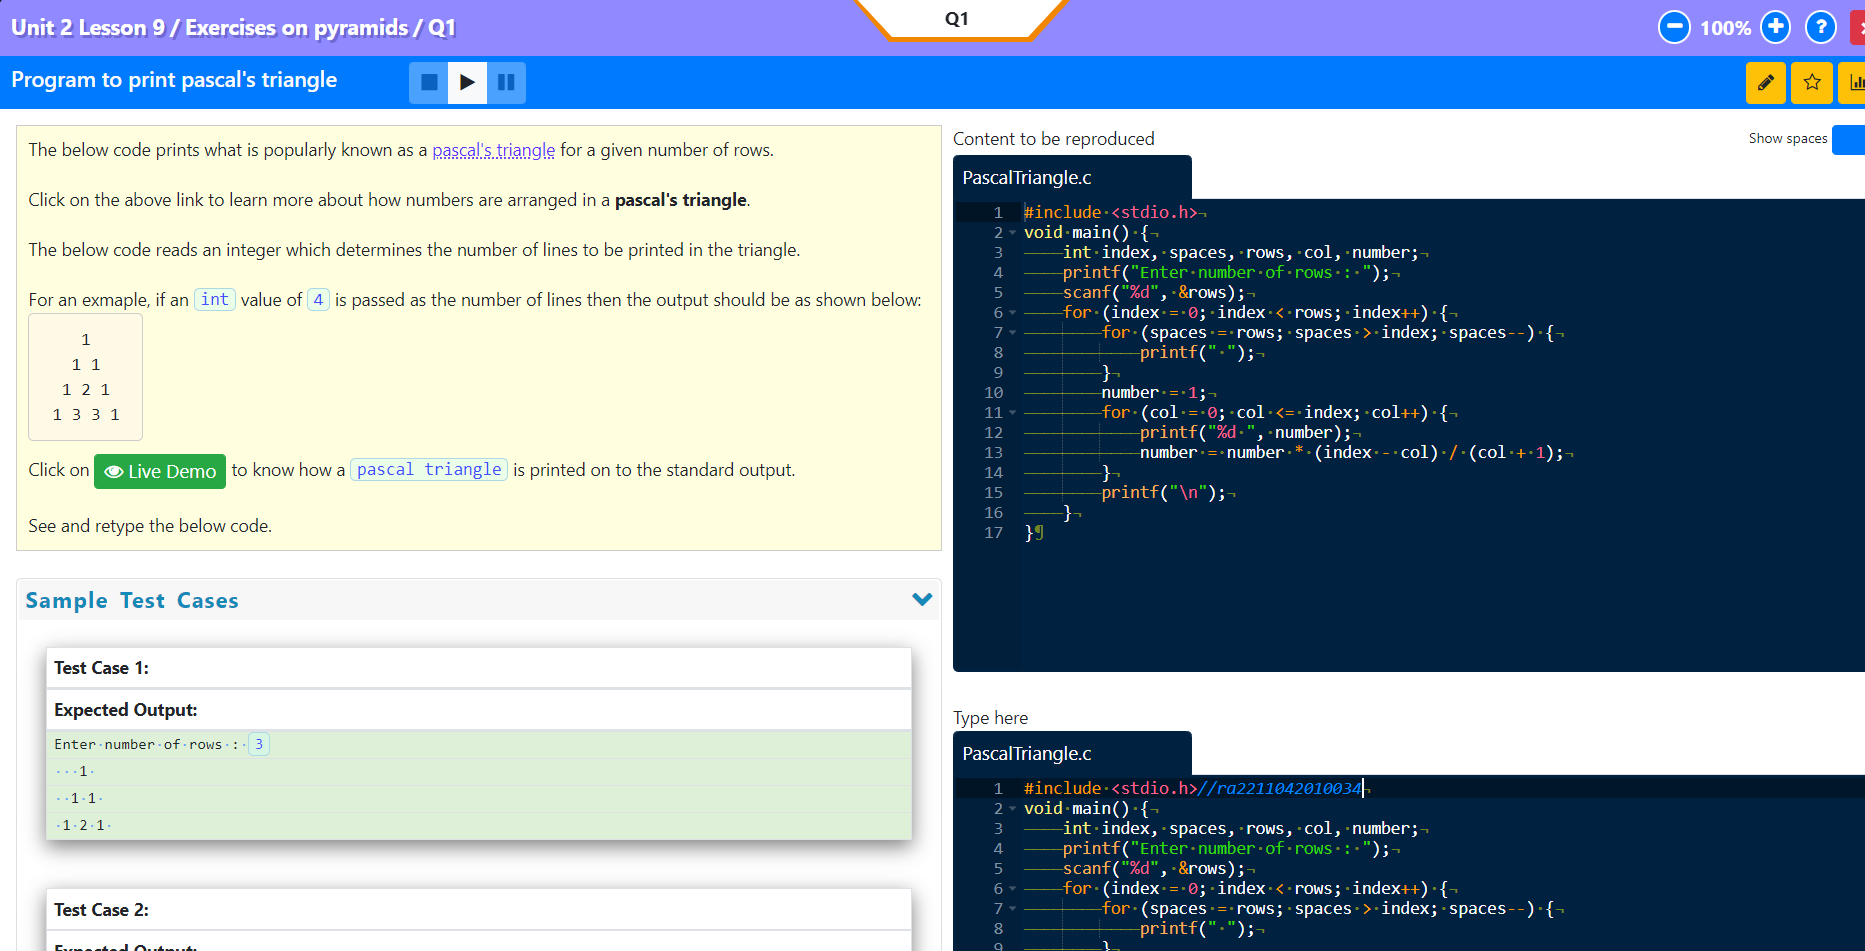 Unit 2 Lesson 9 / Exercises on pyramids / Q1
Q1
100%
?
Program to print pascal's triangle
The below code prints what is popularly known as a pascal's triangle for a given number of rows.
Click on the above link to learn more about how numbers are arranged in a pascal's triangle.
The below code reads an integer which determines the number of lines to be printed in the triangle.
For an exmaple, if an int value of 4 is passed as the number of lines then the output should be as shown below:
1
1 1
1 2 1
1 3 3 1
Click on Live Demo to know how a pascal triangle is printed on to the standard output.
See and retype the below code.
Sample Test Cases
Test Case 1:
Expected Output:
Enter·number·of·rows·:·3
···1·
··1·1·
·1·2·1·
Test Case 2:
Expected Output:
Content to be reproduced
Show spaces
PascalTriangle.c
1 #include·<stdio.h>¬
2 void·main()·{¬
3 ————int·index,·spaces,·rows,·col,·number;¬
4 ————printf("Enter·number·of·rows·:·");¬
5 ————scanf("%d",·&rows);¬
6 ————for·(index·=·0;·index·<·rows;·index++)·{¬
7 ————————for·(spaces·=·rows;·spaces·>·index;·spaces--)·{¬
8 ————————————printf("·");¬
9 ————————}¬
10 ————————number·=·1;¬
11 ————————for·(col·=·0;·col·<=·index;·col++)·{¬
12 ————————————printf("%d·",·number);¬
13 ————————————number·=·number·*·(index·-·col)·/·(col·+·1);¬
14 ————————}¬
15 ————————printf("\n");¬
16 ————}¬
17 }¶
Type here
PascalTriangle.c
1 #include·<stdio.h>//ra2211042010034¬
2 void·main()·{¬
3 ————int·index,·spaces,·rows,·col,·number;¬
4 ————printf("Enter·number·of·rows·:·");¬
5 ————scanf("%d",·&rows);¬
6 ————for·(index·=·0;·index·<·rows;·index++)·{¬
7 ————————for·(spaces·=·rows;·spaces·>·index;·spaces--)·{¬
8 ————————————printf("·");¬
9 ————————}¬